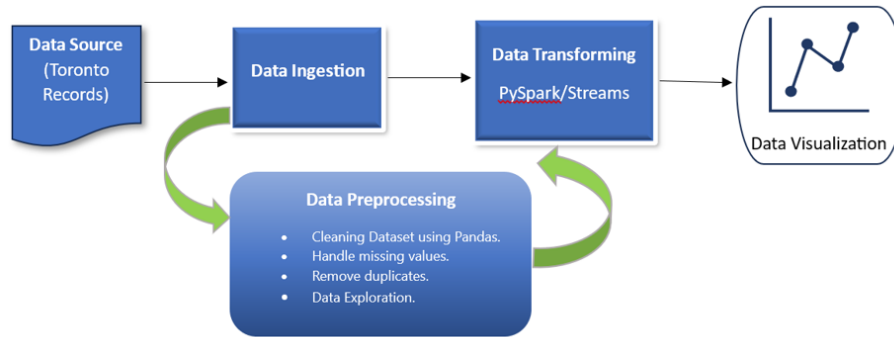 Data Source
(Toronto
Records)
Data Ingestion
Data Transforming
PySpark/Streams
Data Visualization
Data Preprocessing
• Cleaning Dataset using Pandas.
• Handle missing values.
• Remove duplicates.
• Data Exploration.